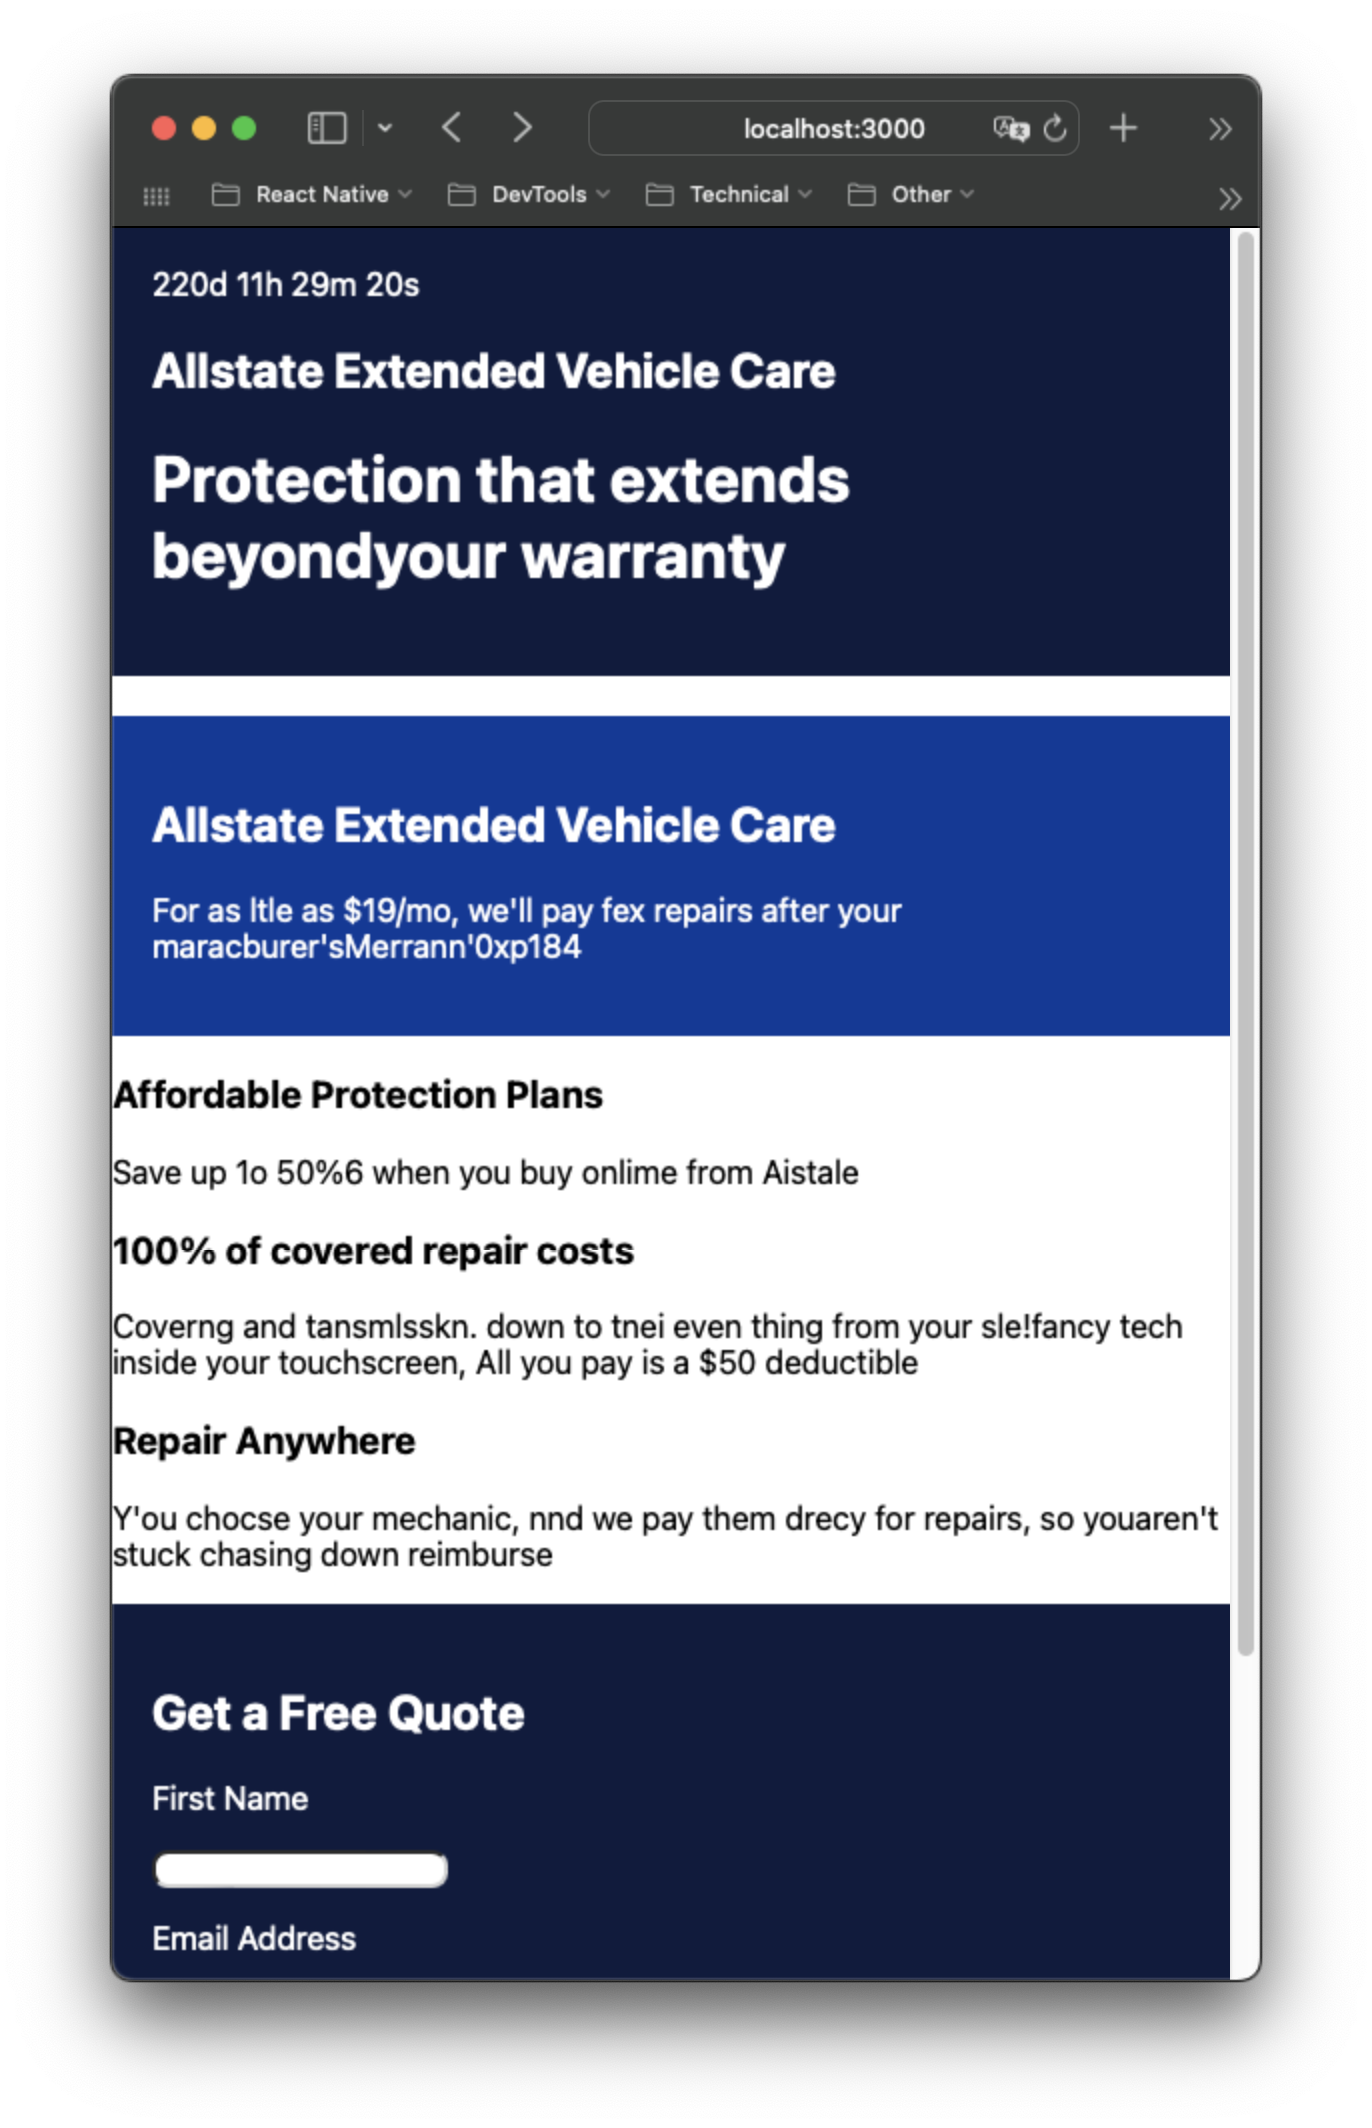 localhost:3000
React Native
DevTools
Technical
Other
220d 11h 29m 20s
Allstate Extended Vehicle Care
Protection that extends
beyondyour warranty
Allstate Extended Vehicle Care
For as ltle as $19/mo, we'll pay fex repairs after your
maracburer'sMerrann'0xp184
Affordable Protection Plans
Save up 1o 50%6 when you buy onlime from Aistale
100% of covered repair costs
Coverng and tansmlsskn. down to tnei even thing from your sle!fancy tech
inside your touchscreen, All you pay is a $50 deductible
Repair Anywhere
Y'ou chocse your mechanic, nnd we pay them drecy for repairs, so youaren't
stuck chasing down reimburse
Get a Free Quote
First Name
Email Address